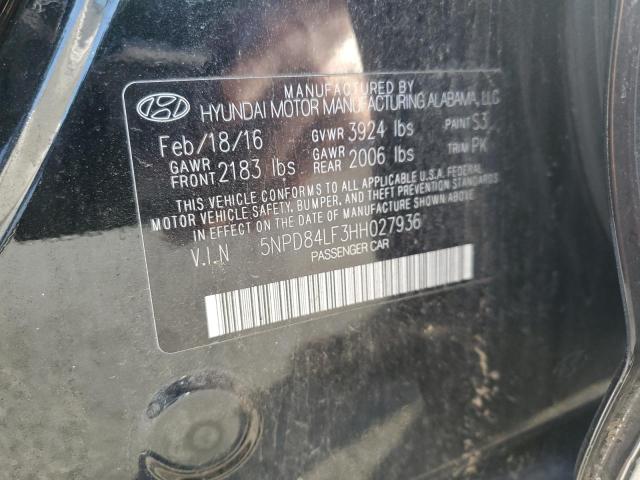 MANUFACTURED BY
HYUNDAI MOTOR MANUFACTURING ALABAMA, LLC
Feb/18/16 GVWR 3924 lbs PAINT S3
GAWR FRONT 2183 lbs GAWR REAR 2006 lbs TRIM PK
THIS VEHICLE CONFORMS TO ALL APPLICABLE U.S.A. FEDERAL
MOTOR VEHICLE SAFETY, BUMPER, AND THEFT PREVENTION STANDARDS
IN EFFECT ON THE DATE OF MANUFACTURE SHOWN ABOVE.
V.I.N 5NPD84LF3HH027936
PASSENGER CAR